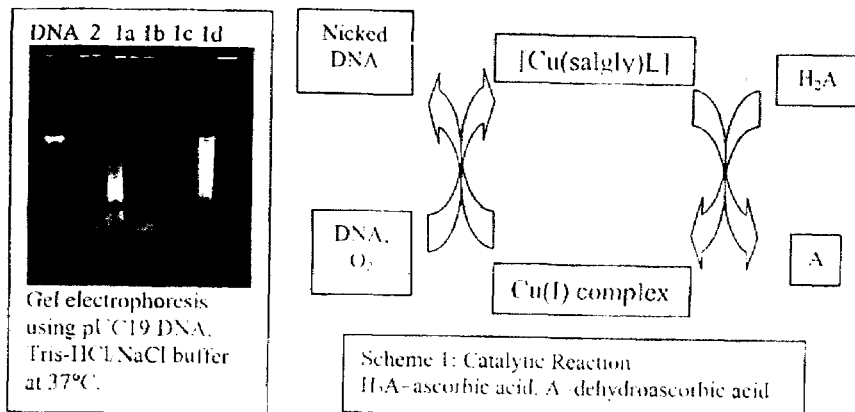 DNA 2 1a 1b 1c 1d
Gel electrophoresis
using pUC19 DNA,
Tris-HCl/NaCl buffer
at 37°C.
Nicked
DNA
[Cu(salgly)L]
H₂A
DNA,
O₂
Cu(I) complex
A
Scheme 1: Catalytic Reaction
H₂A-ascorbic acid, A-dehydroascorbic acid